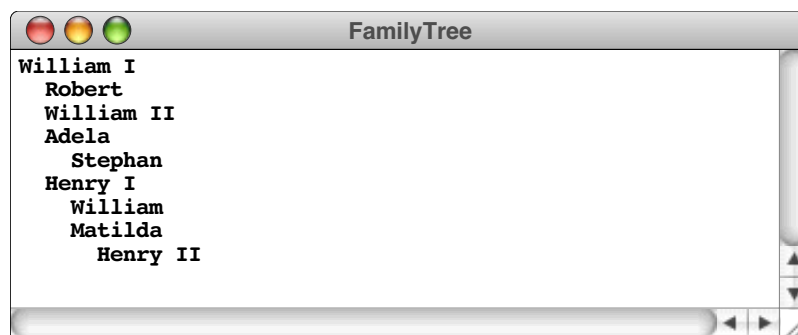 FamilyTree
William I
Robert
William II
Adela
Stephan
Henry I
William
Matilda
Henry II